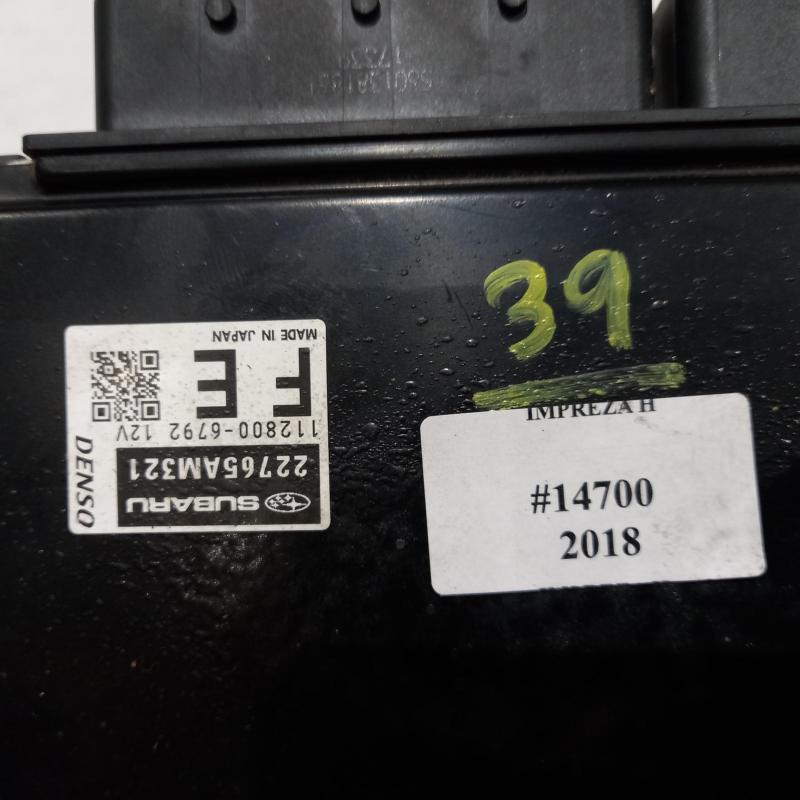 39
IMPREZA H
#14700
2018
SUBARU
22765AM321
112800-6792 12V
FE
MADE IN JAPAN
DENSO